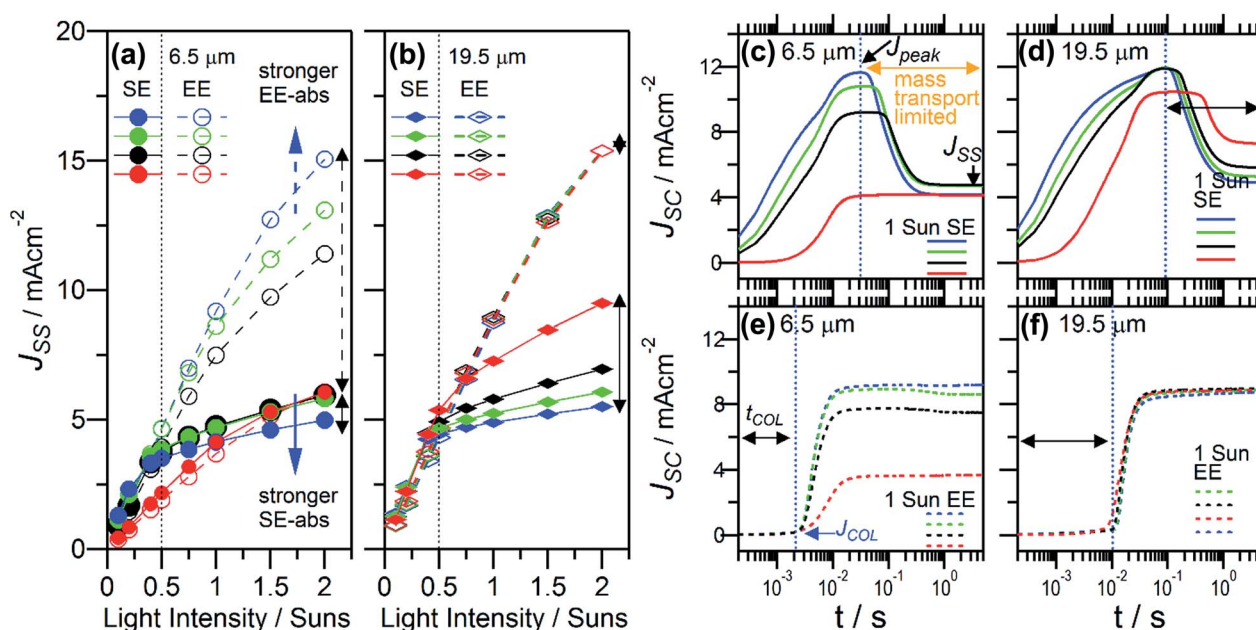 (a) 6.5 μm
SE EE
stronger
EE-abs
stronger
SE-abs
20
15
10
5
0
J_SS / mAcm⁻²
0 0.5 1.0 1.5 2.0
Light Intensity / Suns
(b) 19.5 μm
SE EE
0 0.5 1.0 1.5 2.0
Light Intensity / Suns
(c) 6.5 μm
J_peak
mass
transport
limited
J_SS
1 Sun SE
12
8
4
0
J_SC / mAcm⁻²
(d) 19.5 μm
1 Sun
SE
(e) 6.5 μm
t_COL
1 Sun EE
J_COL
12
8
4
0
J_SC / mAcm⁻²
10⁻³ 10⁻² 10⁻¹ 10⁰
t / s
(f) 19.5 μm
1 Sun
EE
10⁻³ 10⁻² 10⁻¹ 10⁰
t / s